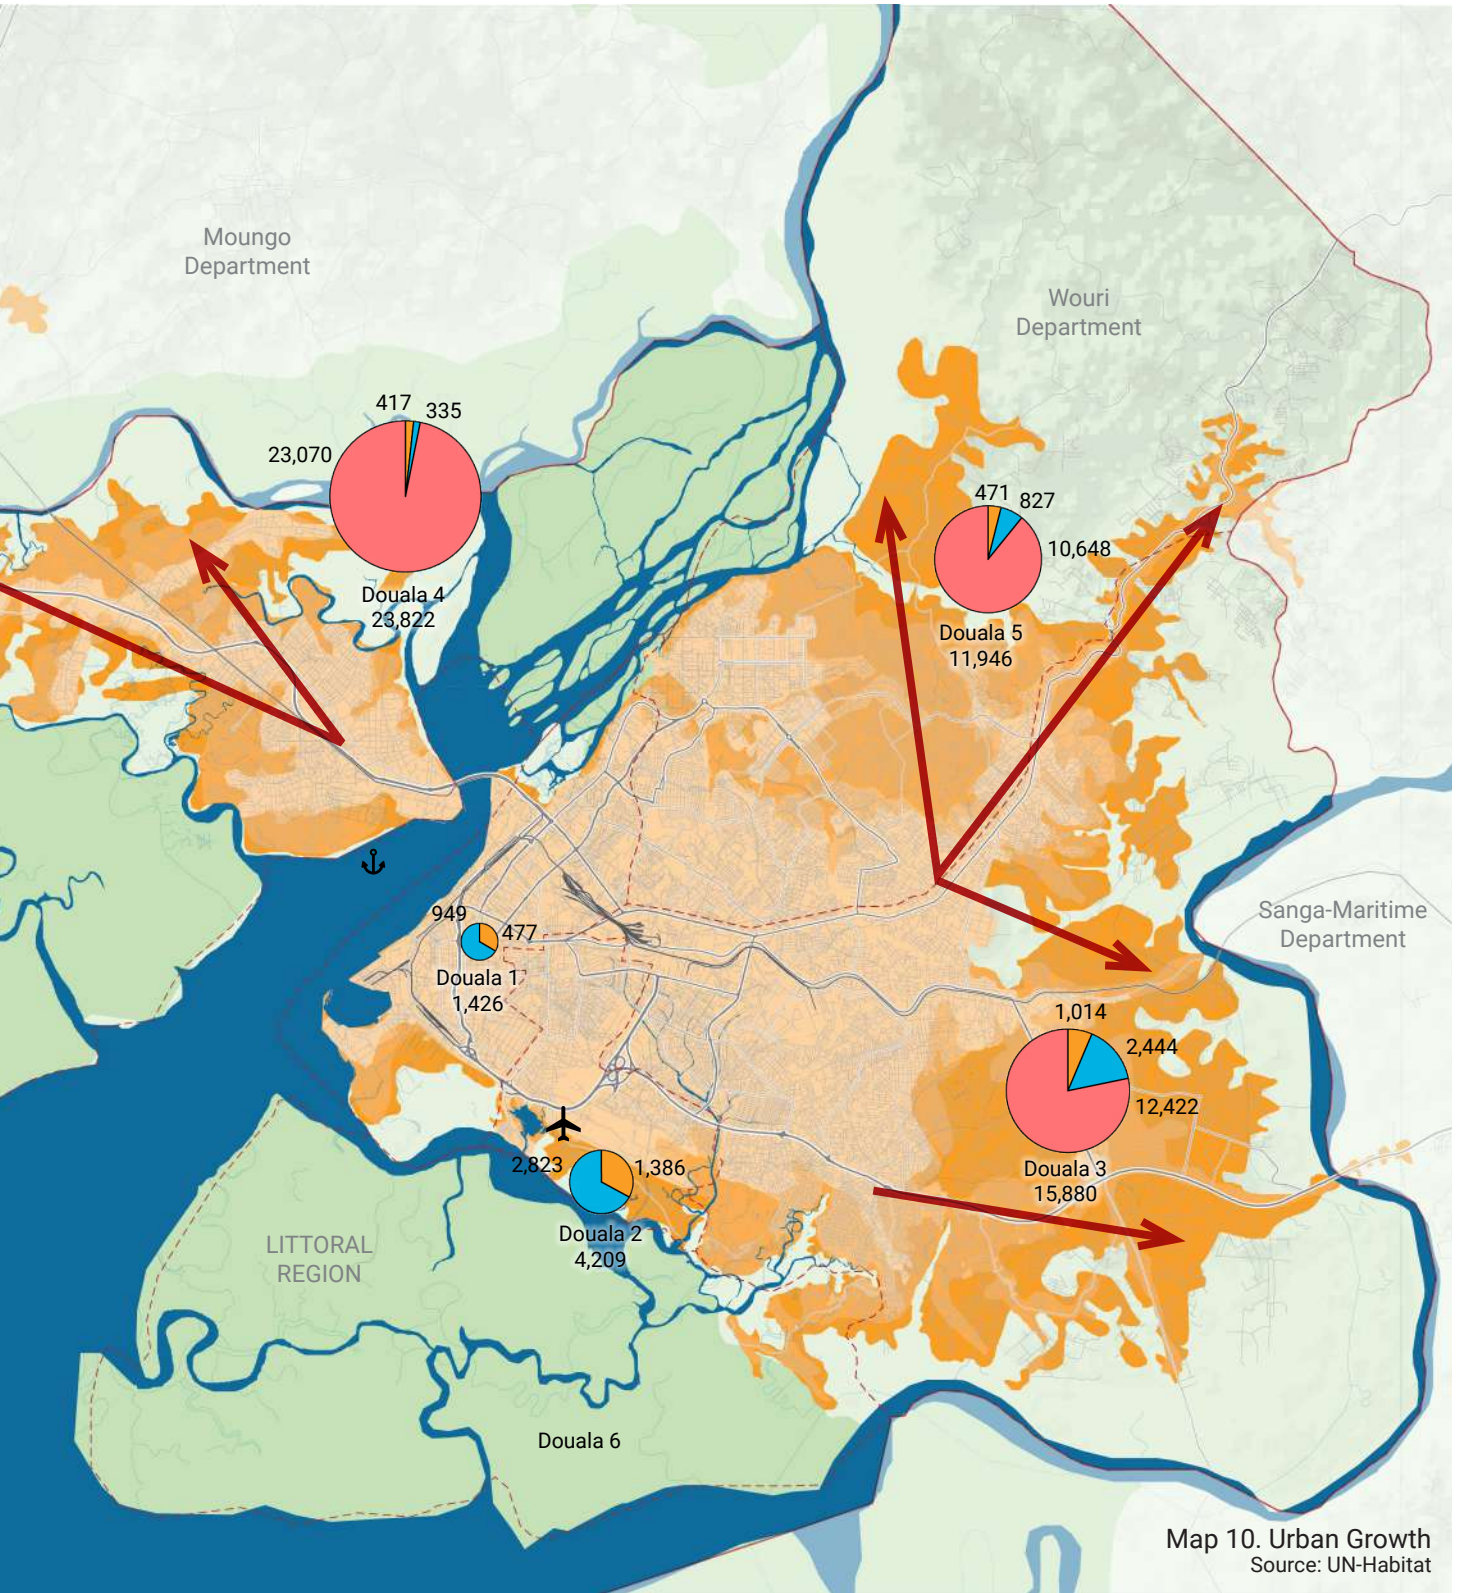 Moungo
Department
Wouri
Department
417
335
23,070
Douala 4
23,822
471
827
10,648
Douala 5
11,946
949
477
Douala 1
1,426
Sanga-Maritime
Department
1,014
2,444
12,422
Douala 3
15,880
2,823
1,386
Douala 2
4,209
LITTORAL
REGION
Douala 6
Map 10. Urban Growth
Source: UN-Habitat